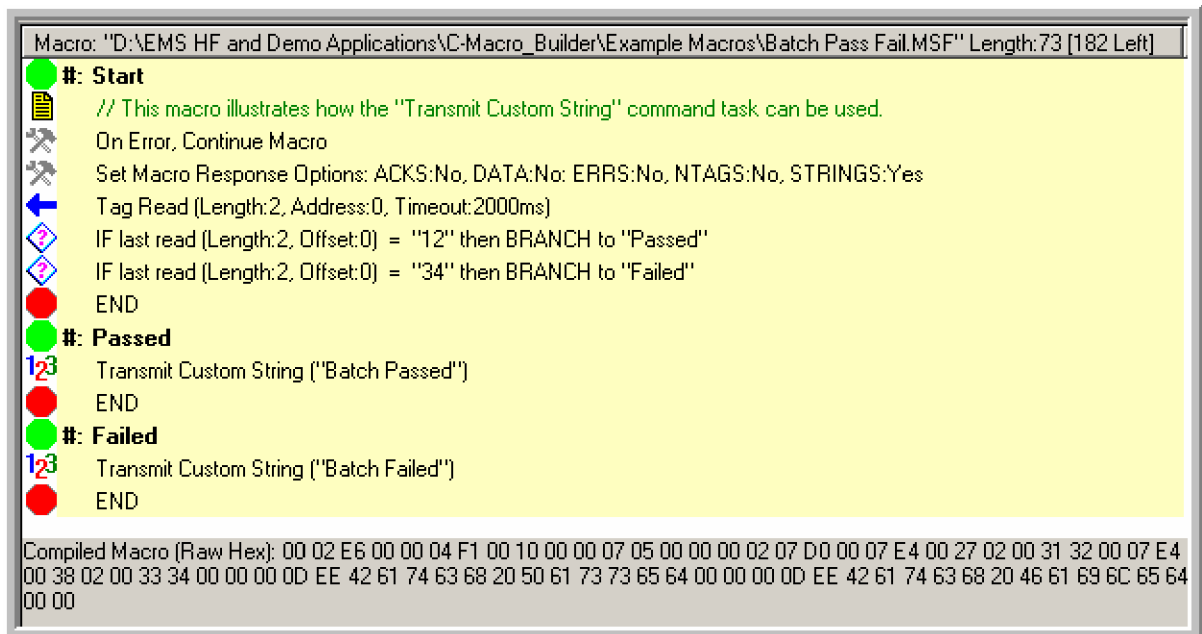 Macro: "D:\EMS HF and Demo Applications\C-Macro_Builder\Example Macros\Batch Pass Fail.MSF" Length:73 [182 Left]
#: Start
// This macro illustrates how the "Transmit Custom String" command task can be used.
On Error, Continue Macro
Set Macro Response Options: ACKS:No, DATA:No: ERRS:No, NTAGS:No, STRINGS:Yes
Tag Read (Length:2, Address:0, Timeout:2000ms)
IF last read (Length:2, Offset:0) = "12" then BRANCH to "Passed"
IF last read (Length:2, Offset:0) = "34" then BRANCH to "Failed"
END
#: Passed
123 Transmit Custom String ("Batch Passed")
END
#: Failed
123 Transmit Custom String ("Batch Failed")
END
Compiled Macro (Raw Hex): 00 02 E6 00 00 04 F1 00 10 00 00 07 05 00 00 00 02 07 D0 00 07 E4 00 27 02 00 31 32 00 07 E4
00 38 02 00 33 34 00 00 00 0D EE 42 61 74 63 68 20 50 61 73 73 65 64 00 00 00 0D EE 42 61 74 63 68 20 46 61 69 6C 65 64
00 00